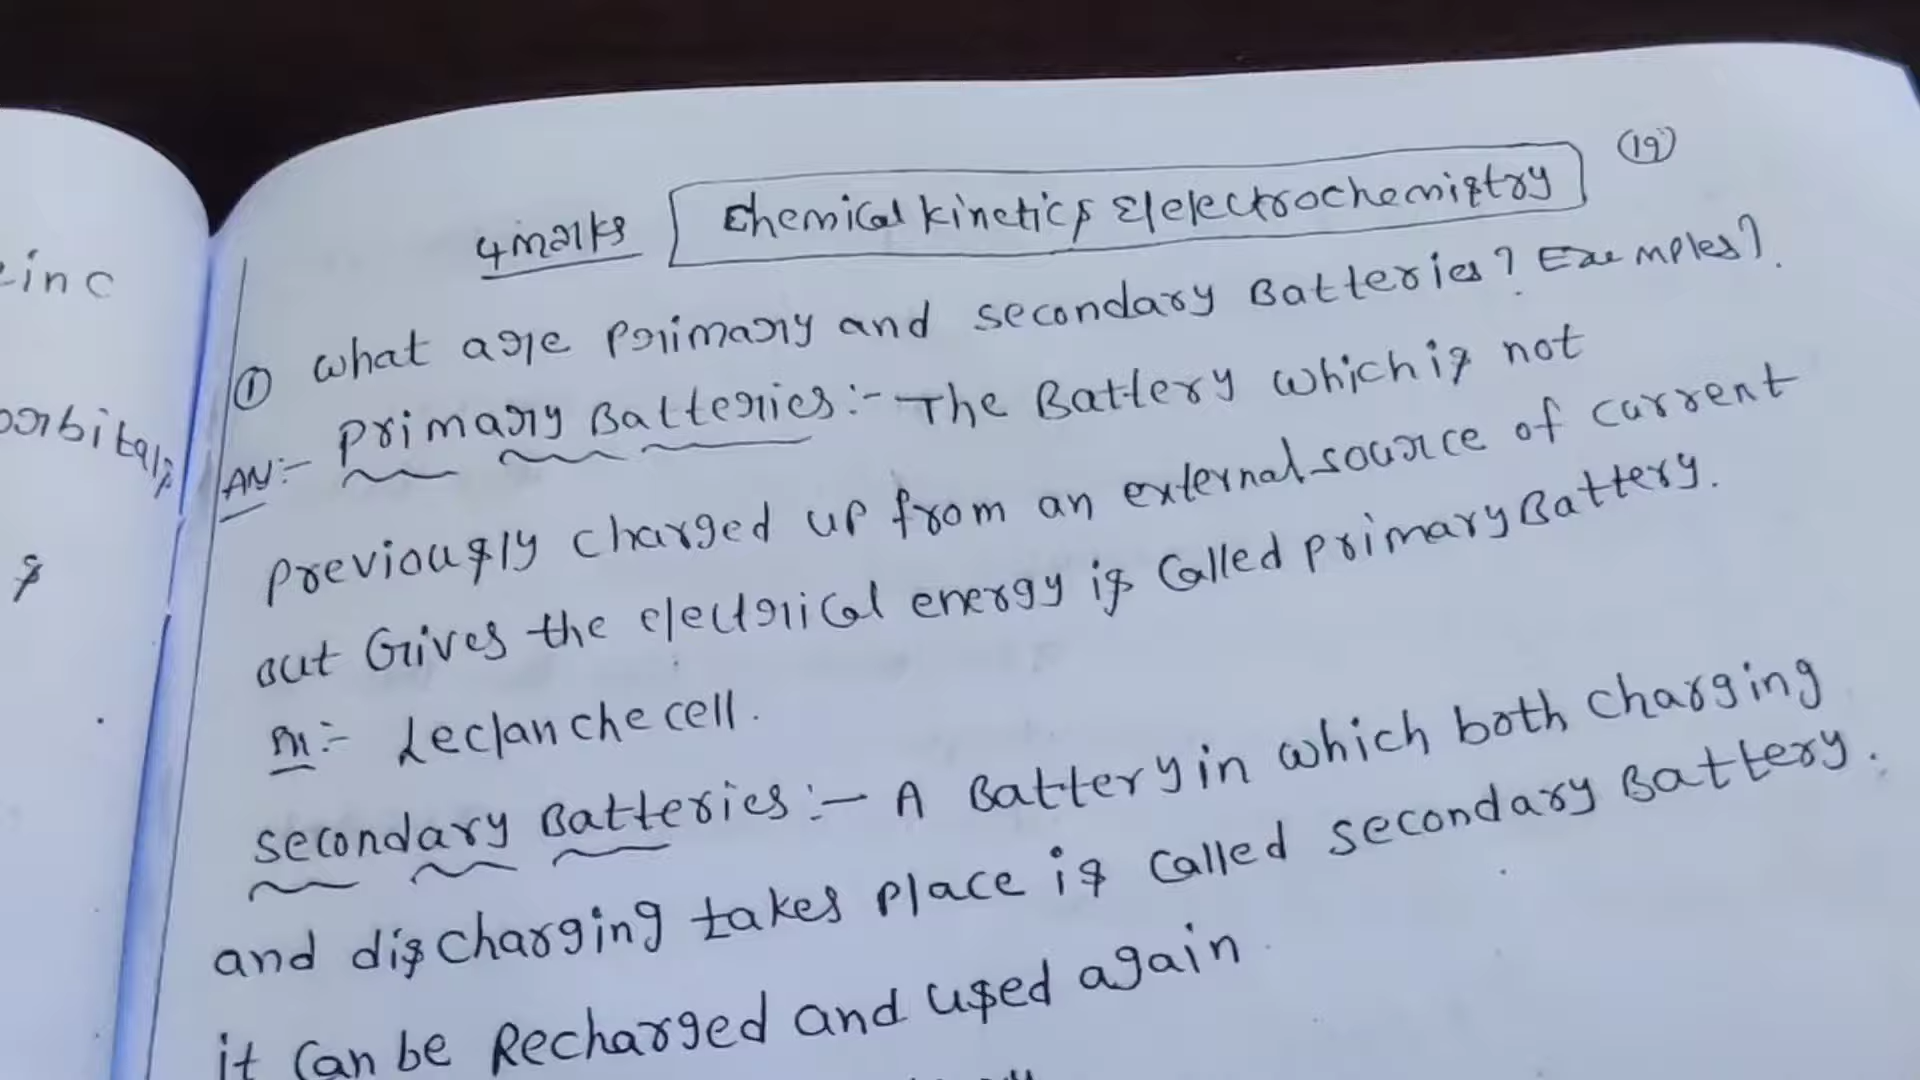 inc
orbitals
s
(19)
4marks Chemical kinetics & Electrochemistry
① what are primary and secondary Batteries? Examples?
AN:- primary Batteries:- The Battery which is not
previously charged up from an external source of current
but Gives the electrical energy is called primary Battery.
Leclanche cell.
secondary Batteries:- A Battery in which both charging
and discharging takes place is called secondary Battery.
it can be Recharged and used again